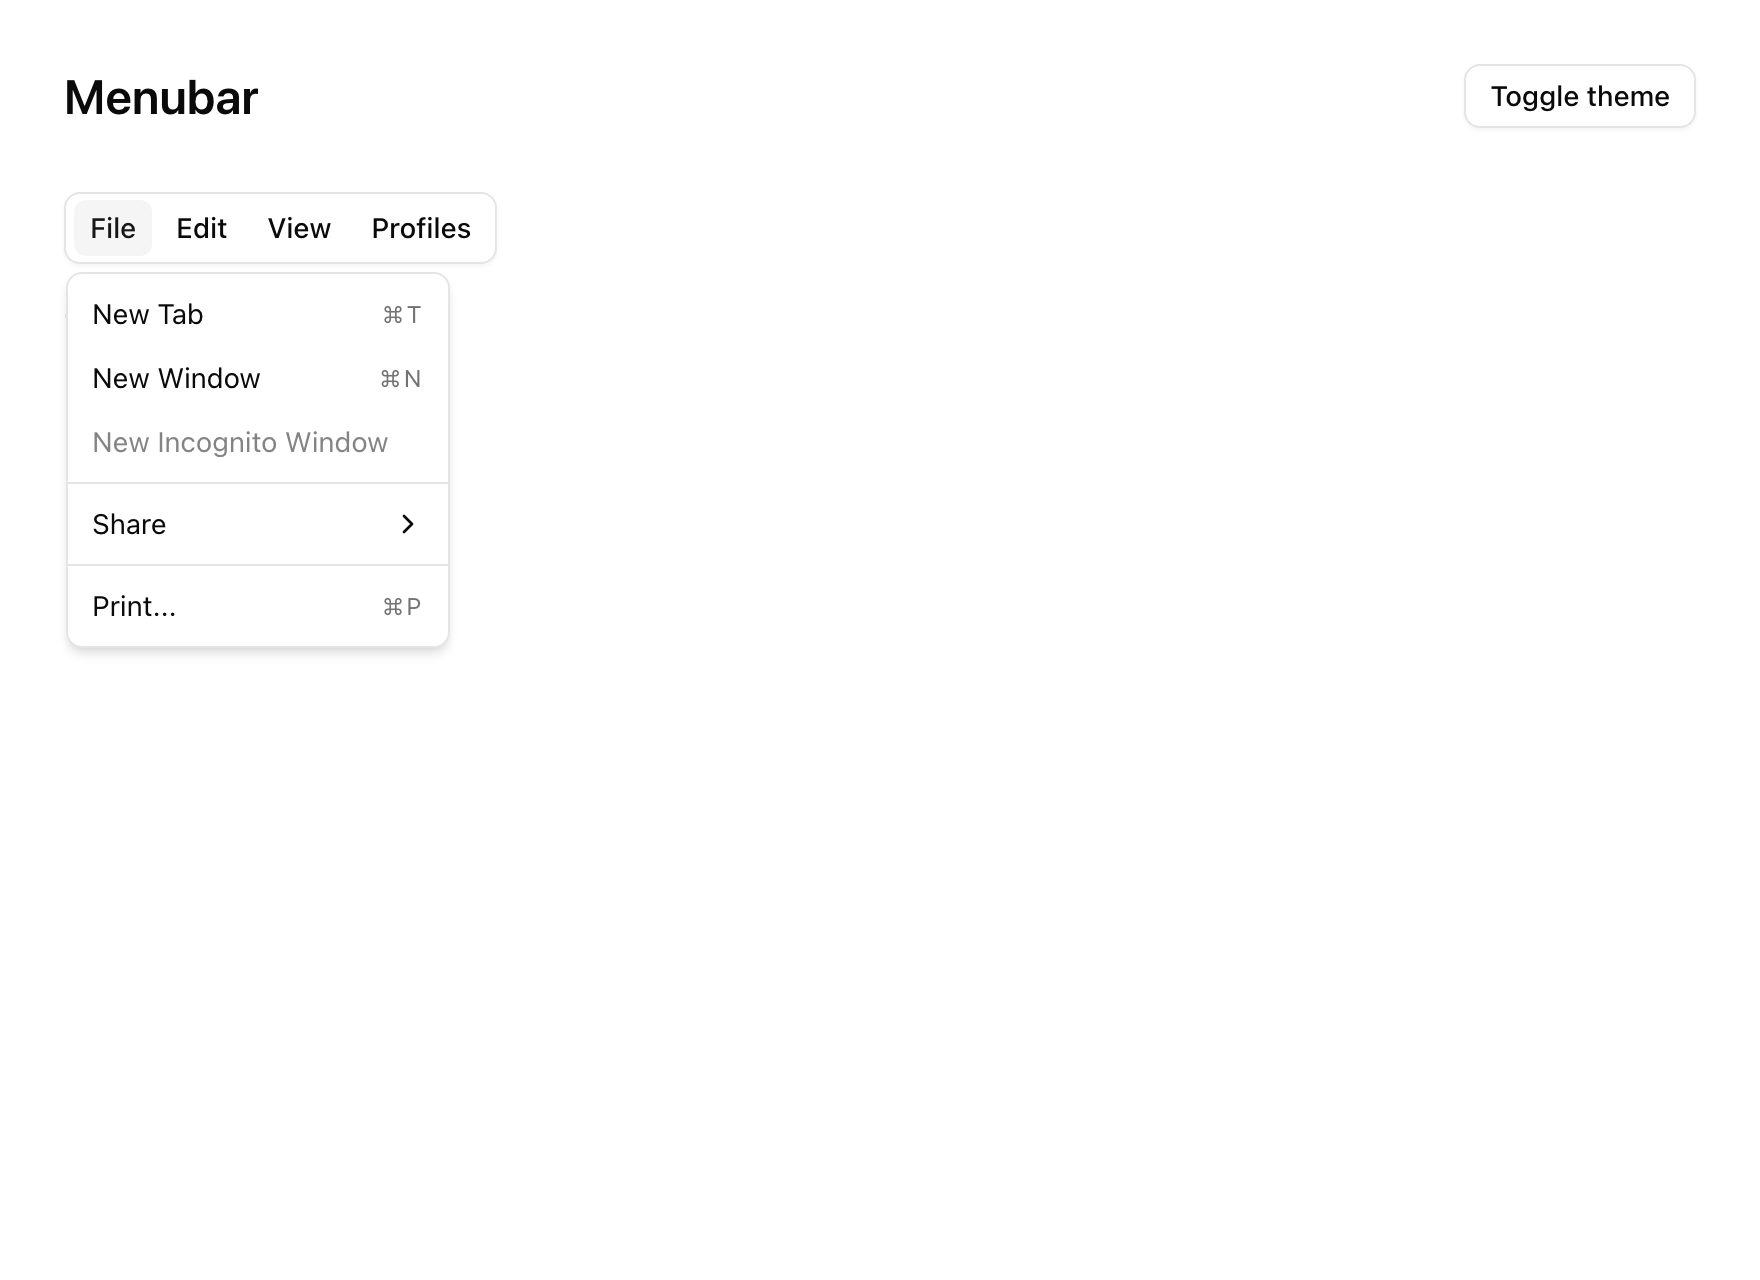 Menubar
Toggle theme
File Edit View Profiles
New Tab ⌘T
New Window ⌘N
New Incognito Window
Share
Print...  ⌘P